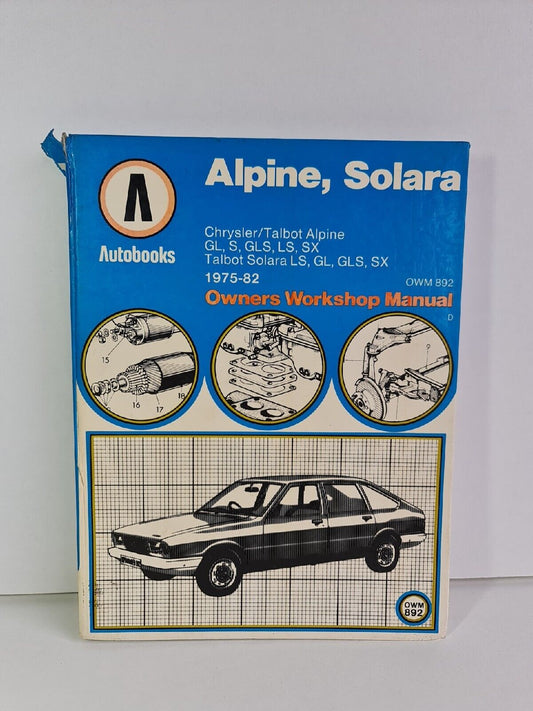 Alpine, Solara
Autobooks
Chrysler/Talbot Alpine
GL, S, GLS, LS, SX
Talbot Solara LS, GL, GLS, SX
1975-82
OWM 892
Owners Workshop Manual
D
15
16
17
18
9
OWM
892